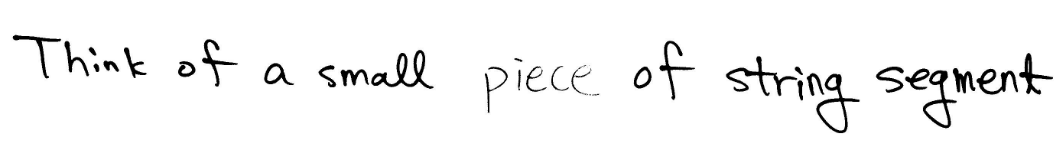 Think of a small piece of string segment